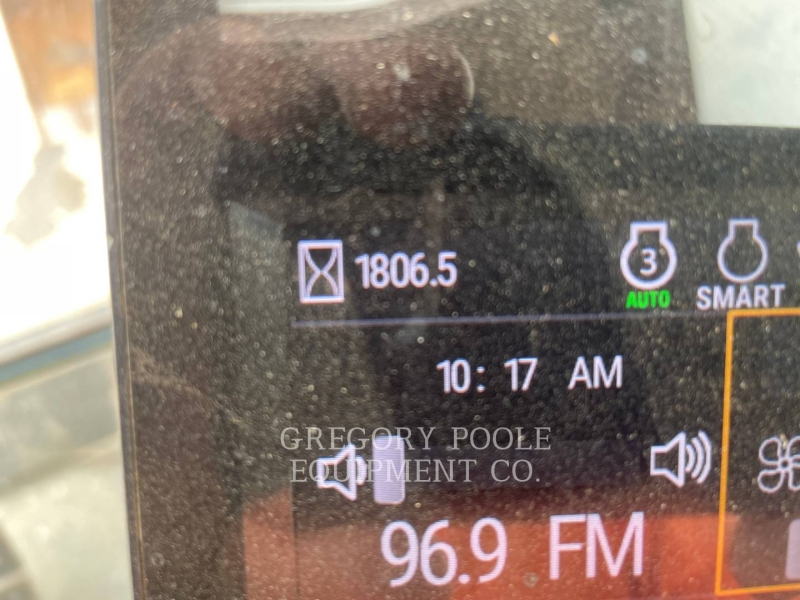 1806.5
3
AUTO
SMART
10: 17 AM
GREGORY POOLE
EQUIPMENT CO.
96.9 FM